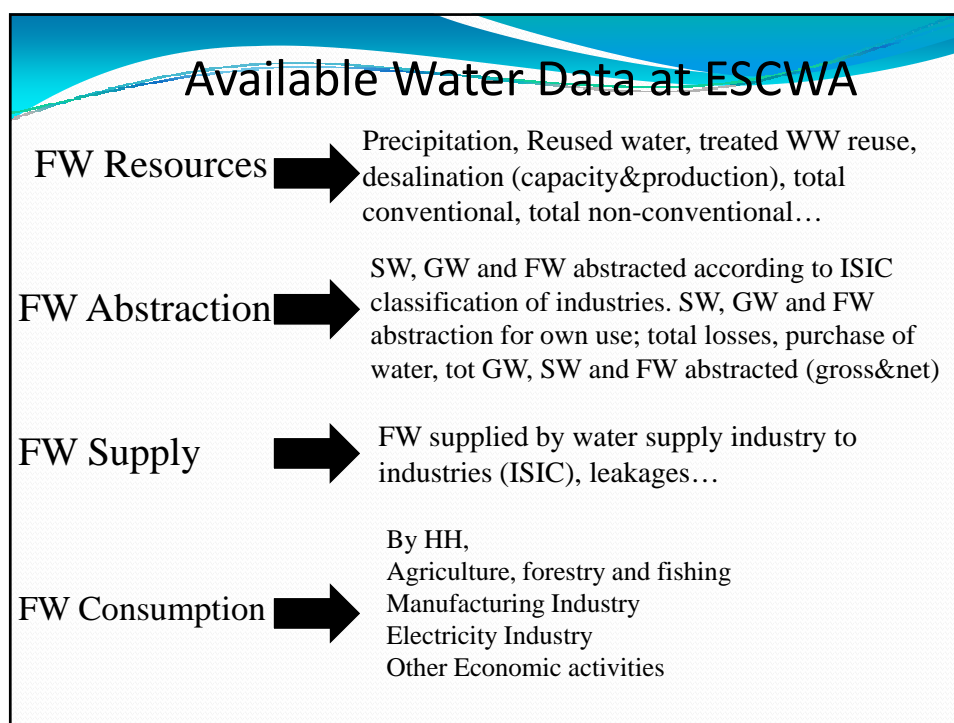 Available Water Data at ESCWA
FW Resources
Precipitation, Reused water, treated WW reuse,
desalination (capacity&production), total
conventional, total non-conventional…
FW Abstraction
SW, GW and FW abstracted according to ISIC
classification of industries. SW, GW and FW
abstraction for own use; total losses, purchase of
water, tot GW, SW and FW abstracted (gross&net)
FW Supply
FW supplied by water supply industry to
industries (ISIC), leakages…
FW Consumption
By HH,
Agriculture, forestry and fishing
Manufacturing Industry
Electricity Industry
Other Economic activities